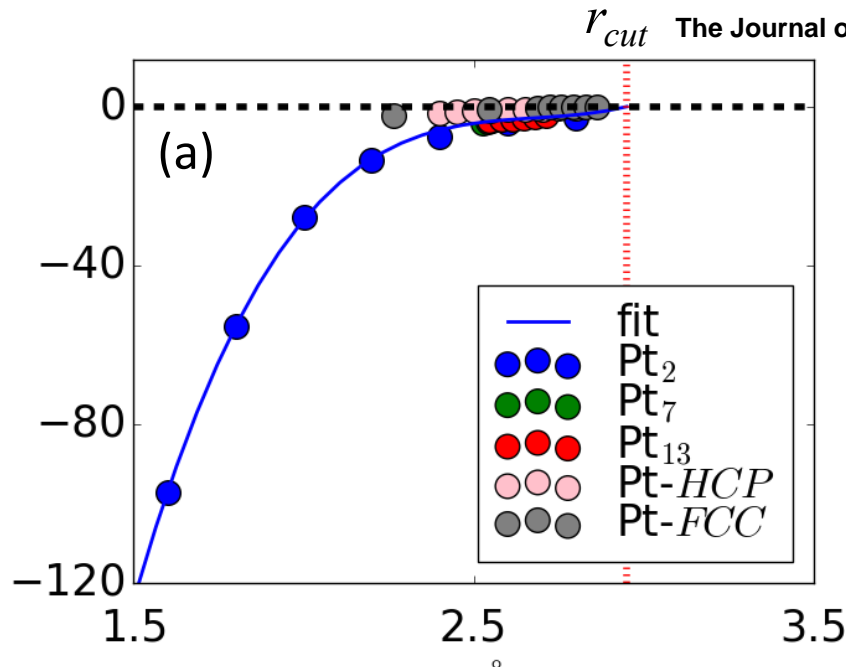 r_cut The Journal o
0
(a)
−40
−80
−120
fit
Pt₂
Pt₇
Pt₁₃
Pt-HCP
Pt-FCC
1.5 2.5 3.5